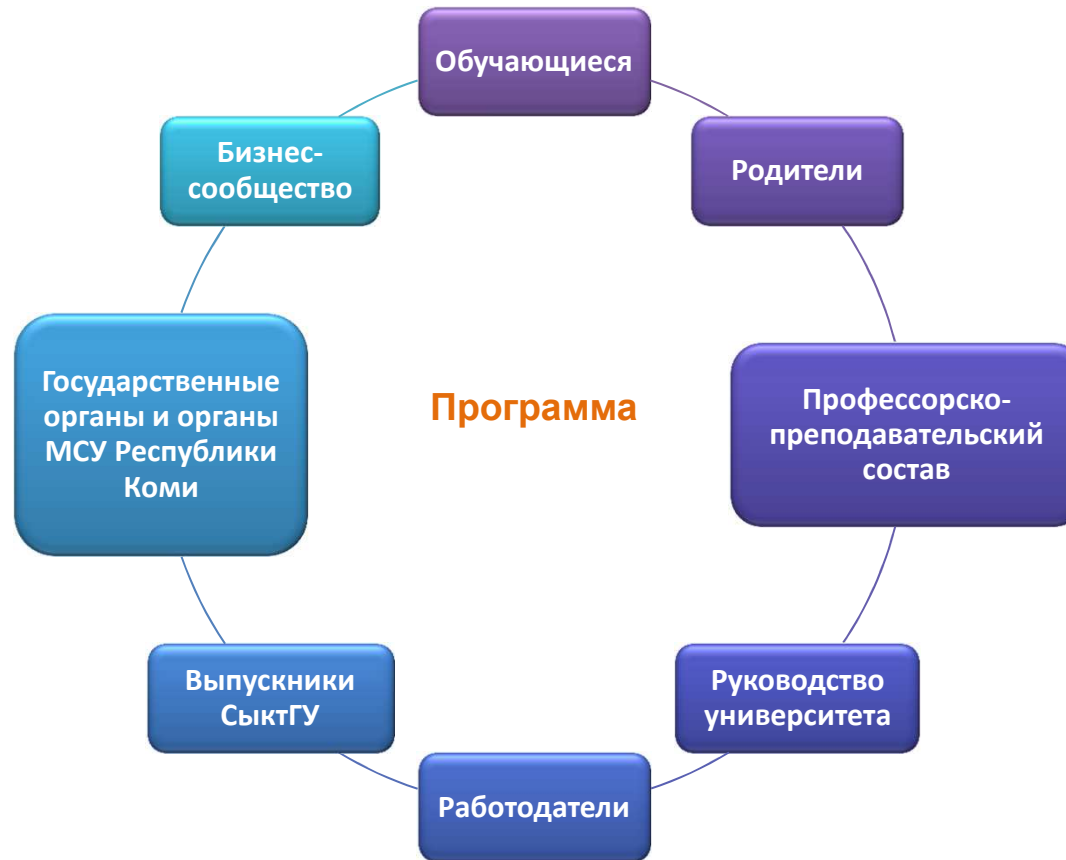 Обучающиеся
Бизнес-
сообщество
Родители
Государственные
органы и органы
МСУ Республики
Коми
Программа
Профессорско-
преподавательский
состав
Выпускники
СыктГУ
Руководство
университета
Работодатели